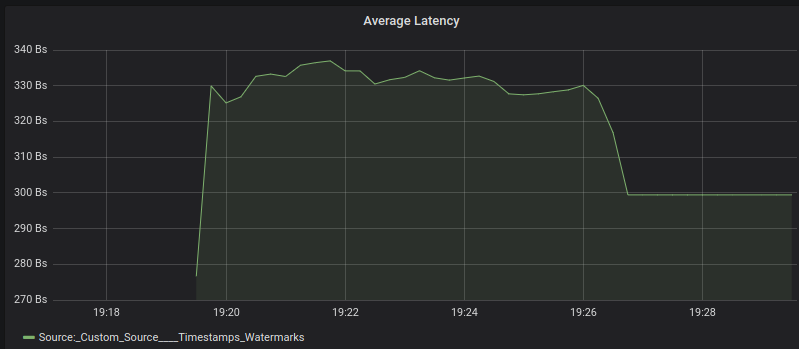 Average Latency
340 Bs
330 Bs
320 Bs
310 Bs
300 Bs
290 Bs
280 Bs
270 Bs
19:18 19:20 19:22 19:24 19:26 19:28
Source:_Custom_Source____Timestamps_Watermarks